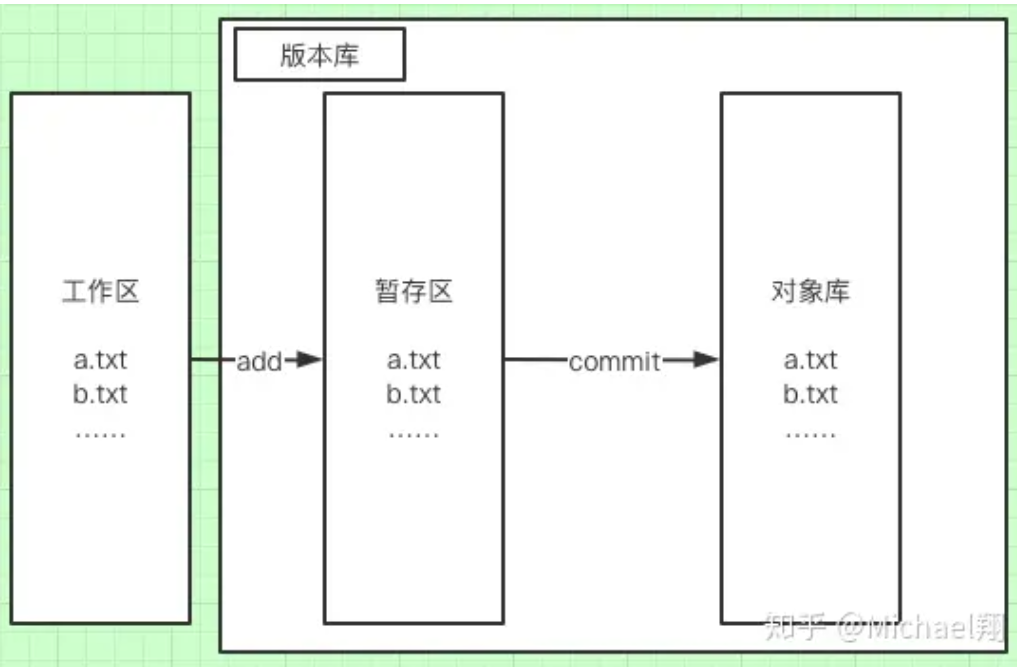 版本库
工作区
a.txt
b.txt
……
add
暂存区
a.txt
b.txt
……
commit
对象库
a.txt
b.txt
……
知乎 @Michael翔